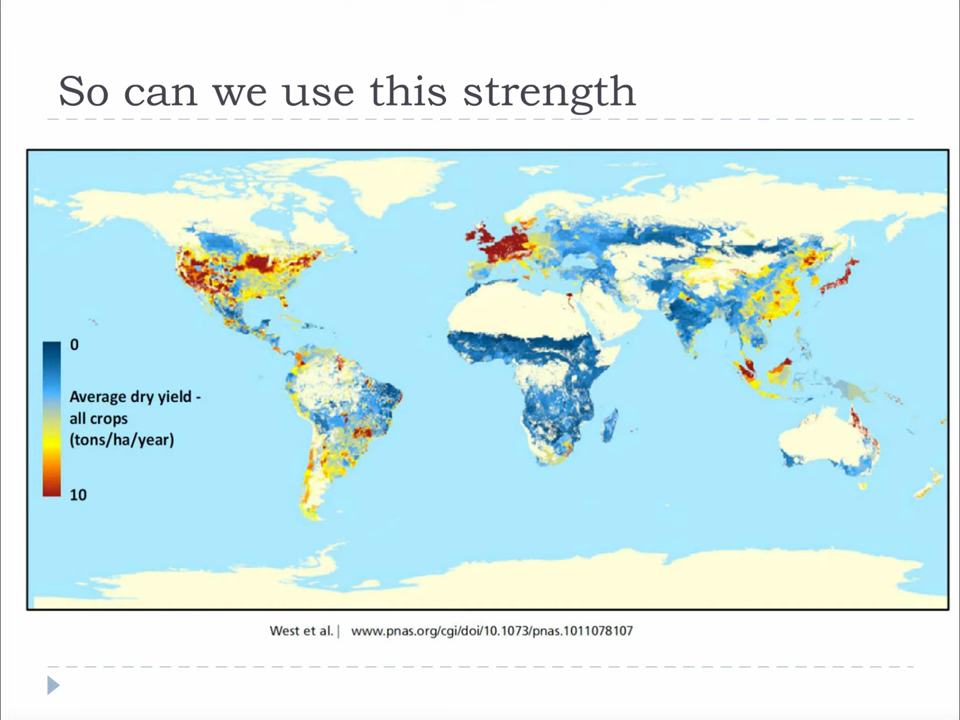 So can we use this strength
0
Average dry yield -
all crops
(tons/ha/year)
10
West et al. | www.pnas.org/cgi/doi/10.1073/pnas.1011078107